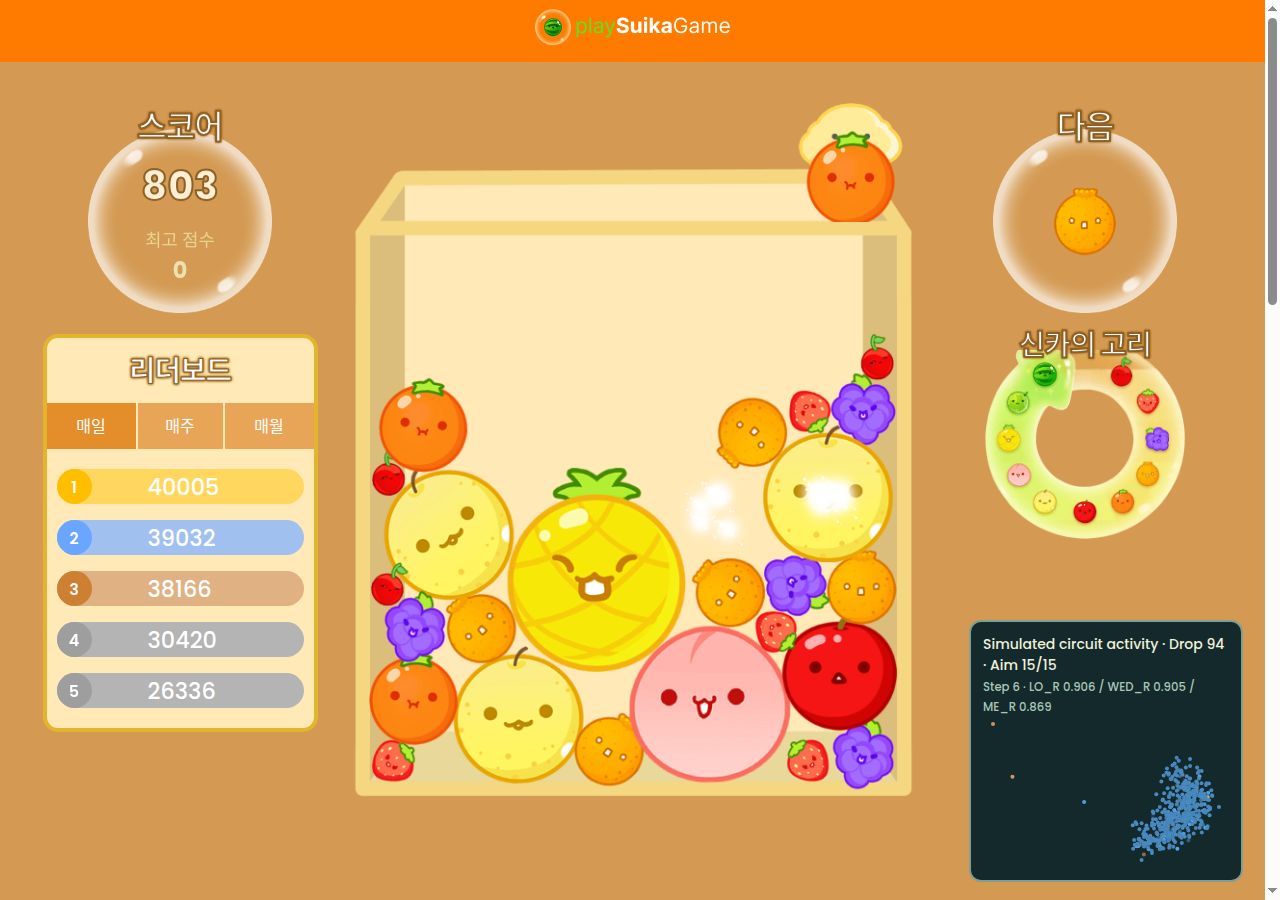 playSuikaGame
스코어
803
최고 점수
0
리더보드
매일 매주 매월
1 40005
2 39032
3 38166
4 30420
5 26336
다음
신카의 고리
Simulated circuit activity · Drop 94
· Aim 15/15
Step 6 · LO_R 0.906 / WED_R 0.905 /
ME_R 0.869